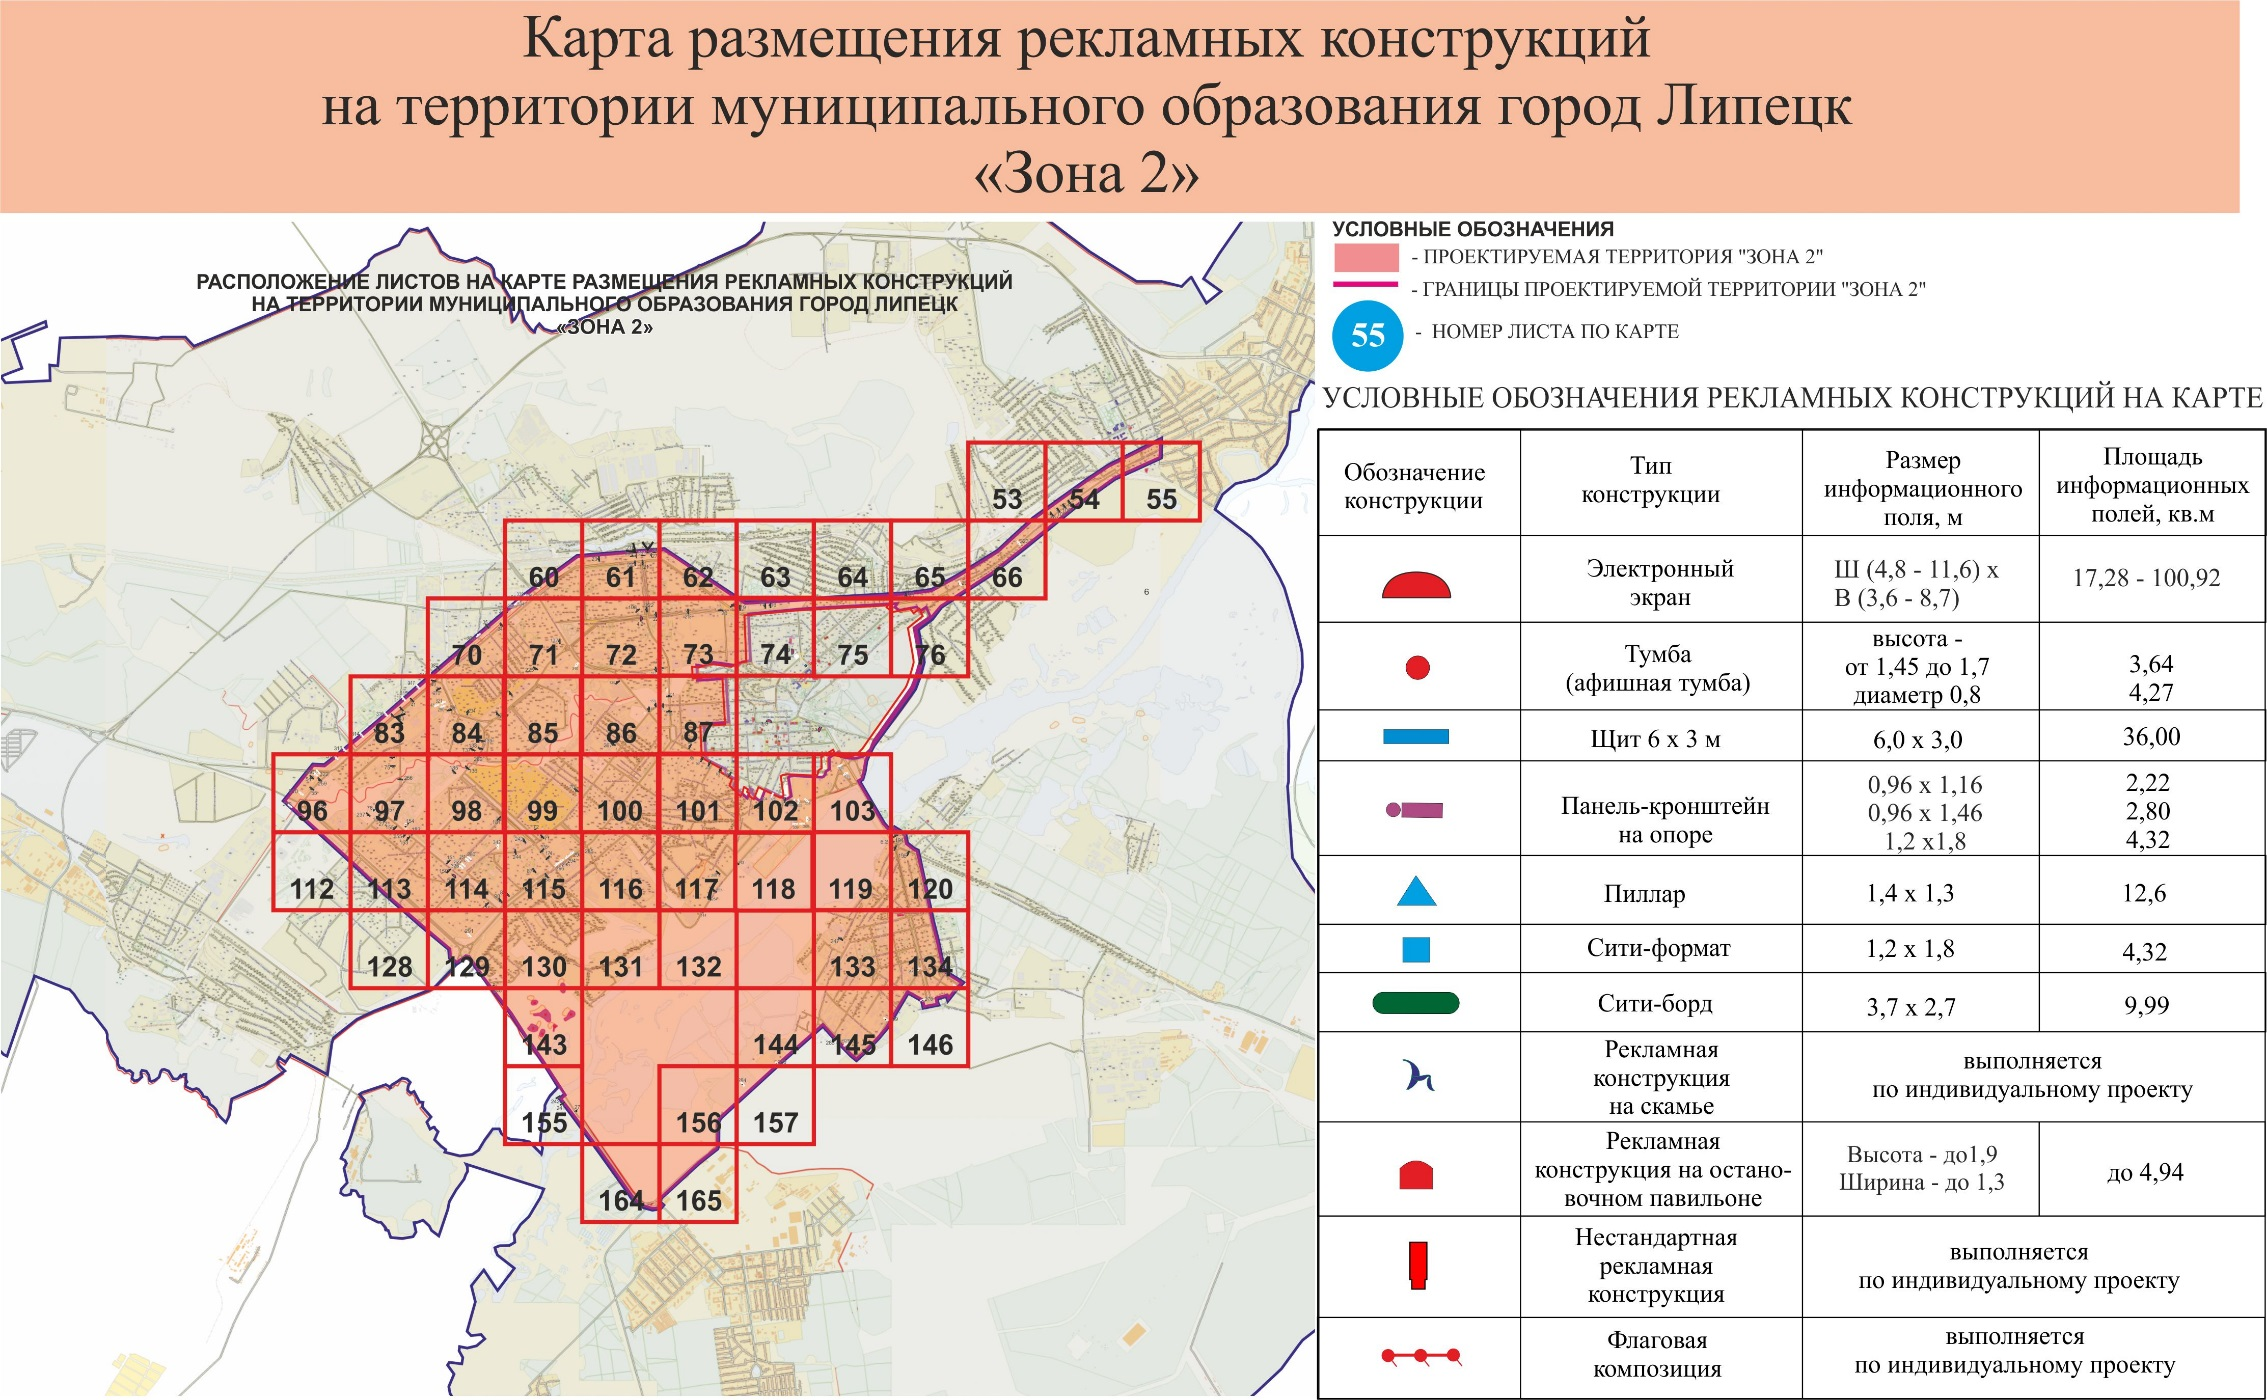 Карта размещения рекламных конструкций
на территории муниципального образования город Липецк
«Зона 2»
РАСПОЛОЖЕНИЕ ЛИСТОВ НА КАРТЕ РАЗМЕЩЕНИЯ РЕКЛАМНЫХ КОНСТРУКЦИЙ
НА ТЕРРИТОРИИ МУНИЦИПАЛЬНОГО ОБРАЗОВАНИЯ ГОРОД ЛИПЕЦК
«ЗОНА 2»
53 54 55
60 61 62 63 64 65 66
6
70 71 72 73 74 75 76
83 84 85 86 87
96 97 98 99 100 101 102 103
112 113 114 115 116 117 118 119 120
128 129 130 131 132 133 134
143 144 145 146
155 156 157
164 165
УСЛОВНЫЕ ОБОЗНАЧЕНИЯ
- ПРОЕКТИРУЕМАЯ ТЕРРИТОРИЯ "ЗОНА 2"
- ГРАНИЦЫ ПРОЕКТИРУЕМОЙ ТЕРРИТОРИИ "ЗОНА 2"
55 - НОМЕР ЛИСТА ПО КАРТЕ
УСЛОВНЫЕ ОБОЗНАЧЕНИЯ РЕКЛАМНЫХ КОНСТРУКЦИЙ НА КАРТЕ
Обозначение
конструкции
Тип
конструкции
Размер
информационного
поля, м
Площадь
информационных
полей, кв.м
Электронный
экран
Ш (4,8 - 11,6) х
В (3,6 - 8,7)
17,28 - 100,92
Тумба
(афишная тумба)
высота -
от 1,45 до 1,7
диаметр 0,8
3,64
4,27
Щит 6 х 3 м
6,0 х 3,0
36,00
Панель-кронштейн
на опоре
0,96 х 1,16
0,96 х 1,46
1,2 х1,8
2,22
2,80
4,32
Пиллар
1,4 х 1,3
12,6
Сити-формат
1,2 х 1,8
4,32
Сити-борд
3,7 х 2,7
9,99
Рекламная
конструкция
на скамье
выполняется
по индивидуальному проекту
Рекламная
конструкция на остано-
вочном павильоне
Высота - до1,9
Ширина - до 1,3
до 4,94
Нестандартная
рекламная
конструкция
выполняется
по индивидуальному проекту
Флаговая
композиция
выполняется
по индивидуальному проекту